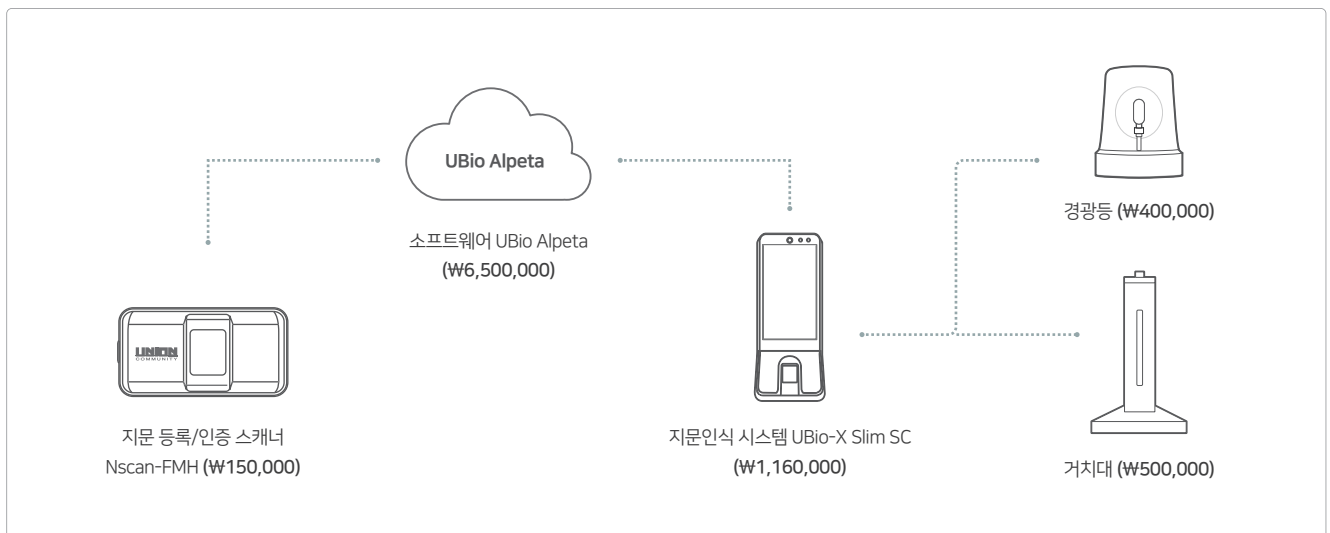 UBio Alpeta
소프트웨어 UBio Alpeta
(₩6,500,000)
UNION
COMMUNITY
지문 등록/인증 스캐너
Nscan-FMH (₩150,000)
지문인식 시스템 UBio-X Slim SC
(₩1,160,000)
경광등 (₩400,000)
거치대 (₩500,000)